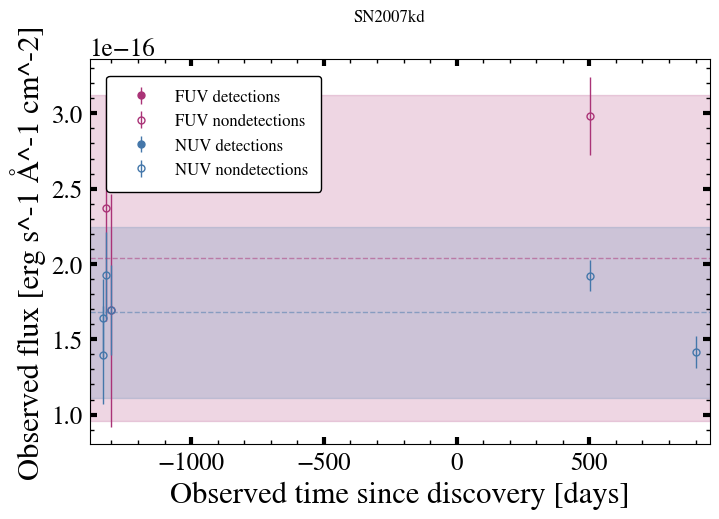 SN2007kd
1e−16
FUV detections
FUV nondetections
NUV detections
NUV nondetections
3.0
2.5
2.0
1.5
1.0
Observed flux [erg s^-1 Å^-1 cm^-2]
−1000
−500
0
500
Observed time since discovery [days]